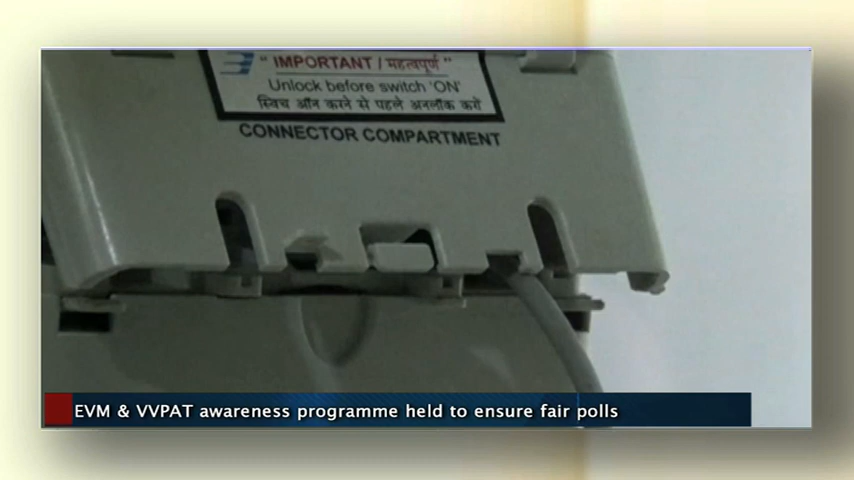 " IMPORTANT / महत्वपूर्ण "
Unlock before switch 'ON'
स्विच ऑन करने से पहले अनलॉक करें
CONNECTOR COMPARTMENT
EVM & VVPAT awareness programme held to ensure fair polls